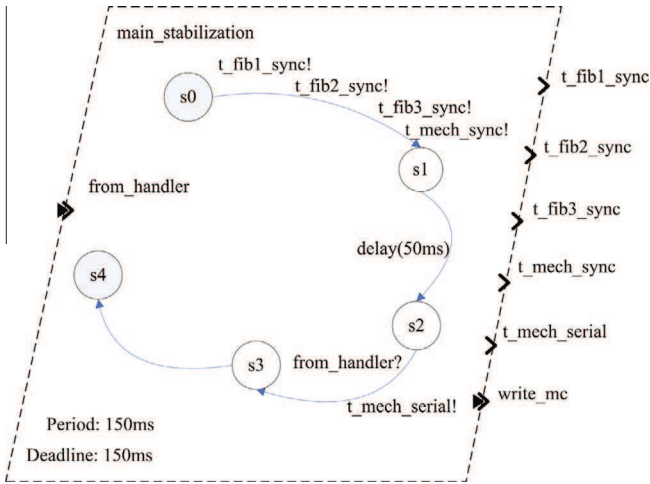 main_stabilization
t_fib1_sync!
t_fib2_sync!
t_fib3_sync!
t_mech_sync!
s0
s1
from_handler
delay(50ms)
s4
s2
s3
from_handler?
t_mech_serial!
Period: 150ms
Deadline: 150ms
t_fib1_sync
t_fib2_sync
t_fib3_sync
t_mech_sync
t_mech_serial
write_mc